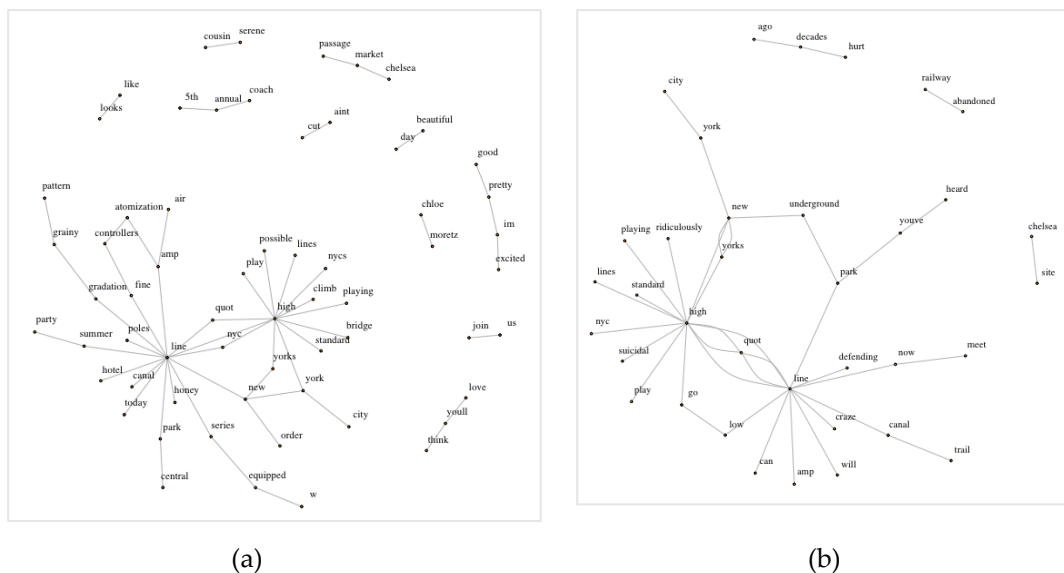 cousin serene
passage
market
chelsea
like
looks
5th annual coach
cut aint
beautiful
day
good
pretty
im
excited
chloe
moretz
pattern
grainy
atomization air
controllers
amp
gradation fine
party
summer poles
line
hotel
canal
today
honey
park series
central
equipped
w
possible lines
play nycs
climb playing
quot high
nyc bridge
standard
yorks
new york
city
order
join us
love
youll
think
(a)
ago
decades
hurt
city
york
railway
abandoned
new underground
heard
youve
playing ridiculously
yorks
lines standard
park
chelsea
site
high
nyc
quot
suicidal
line
defending now meet
play go
low
craze canal
trail
can amp will
(b)